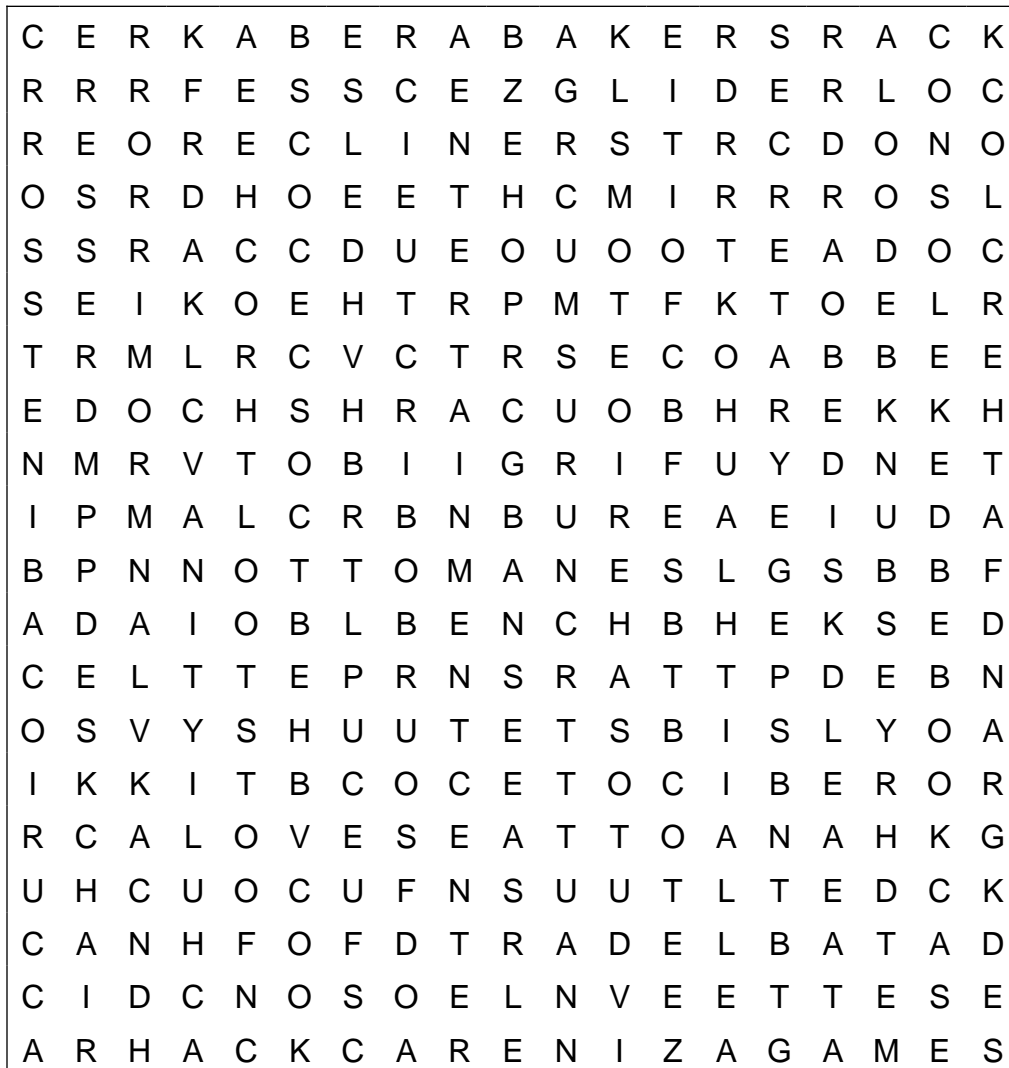 C E R K A B E R A B A K E R S R A C K
R R R F E S S C E Z G L I D E R L O C
R E O R E C L I N E R S T R C D O N O
O S R D H O E E T H C M I R R R O S L
S S R A C C D U E O U O O T E A D O C
S E I K O E H T R P M T F K T O E L R
T R M L R C V C T R S E C O A B B E E
E D O C H S H R A C U O B H R E K K H
N M R V T O B I I G R I F U Y D N E T
I P M A L C R B N B U R E A E I U D A
B P N N O T T O M A N E S L G S B B F
A D A I O B L B E N C H B H E K S E D
C E L T T E P R N S R A T T P D E B N
O S V Y S H U U T E T S B I S L Y O A
I K K I T B C O C E T O C I B E R O R
R C A L O V E S E A T T O A N A H K G
U H C U O C U F N S U U T L T E D C K
C A N H F O F D T R A D E L B A T A D
C I D C N O S O E L N V E E T T E S E
A R H A C K C A R E N I Z A G A M E S